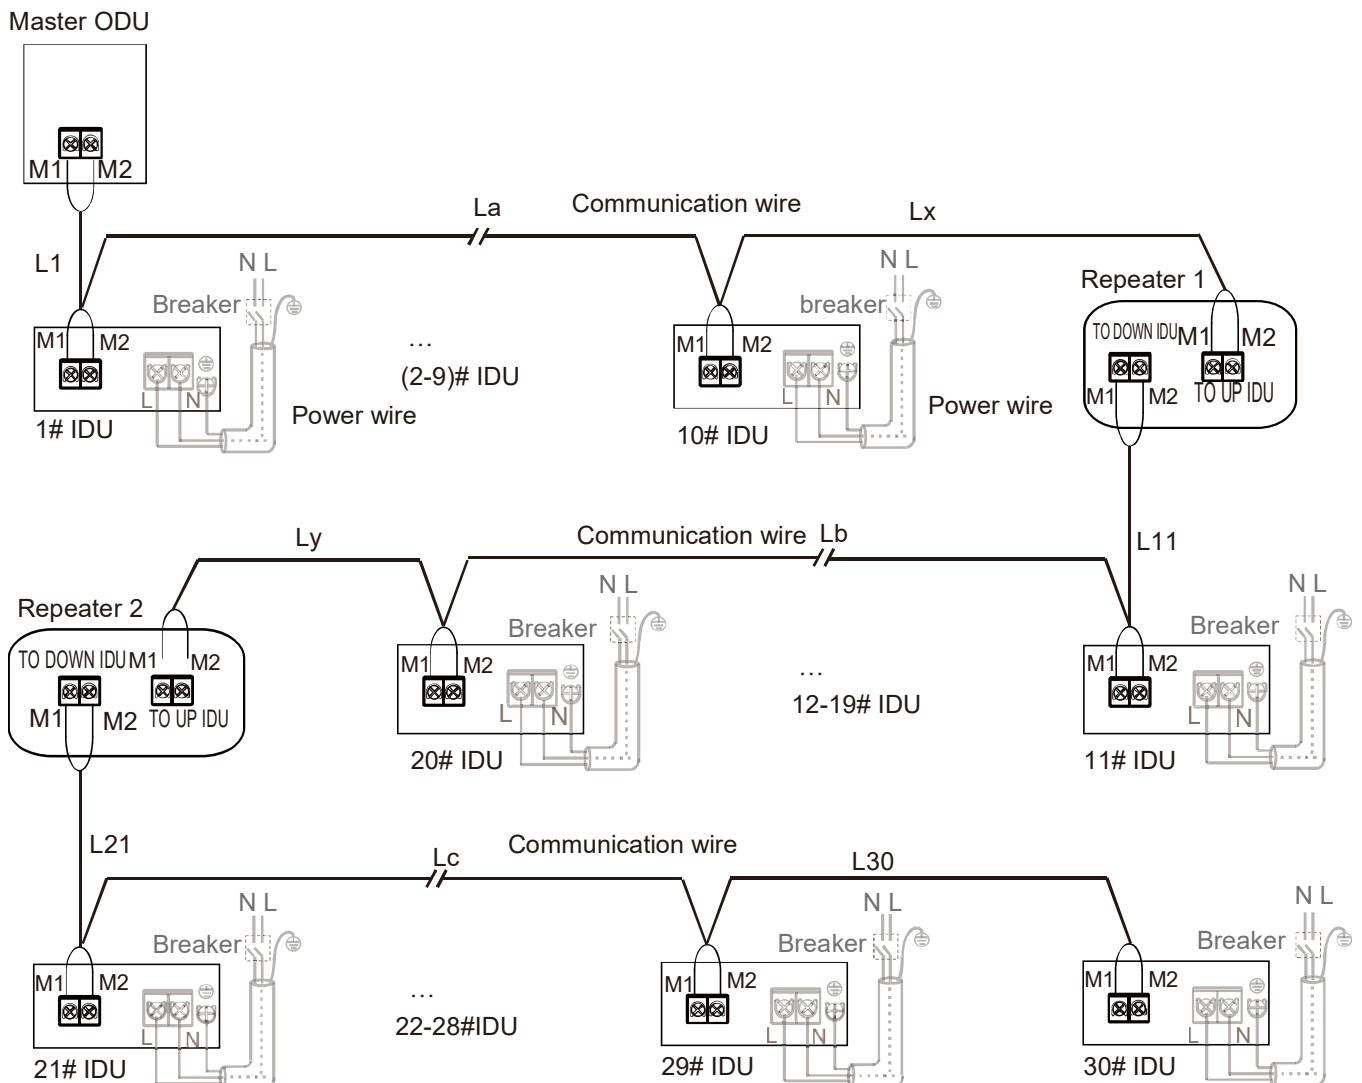 Master ODU
M1 M2
La
Communication wire
Lx
L1
N L
N L
Repeater 1
Breaker
breaker
M1 M2
M1 M2
TO DOWN IDU
M1 M2
...
(2-9)# IDU
L N
L N
M1 M2
TO UP IDU
1# IDU
Power wire
10# IDU
Power wire
Ly
Communication wire
Lb
L11
N L
N L
Repeater 2
Breaker
Breaker
TO DOWN IDU
M1 M2
M1 M2
...
M1 M2
M1 M2
TO UP IDU
L N
12-19# IDU
L N
20# IDU
11# IDU
L21
Communication wire
Lc
L30
N L
N L
N L
Breaker
Breaker
Breaker
M1 M2
...
M1 M2
M1 M2
22-28#IDU
L N
L N
L N
21# IDU
29# IDU
30# IDU